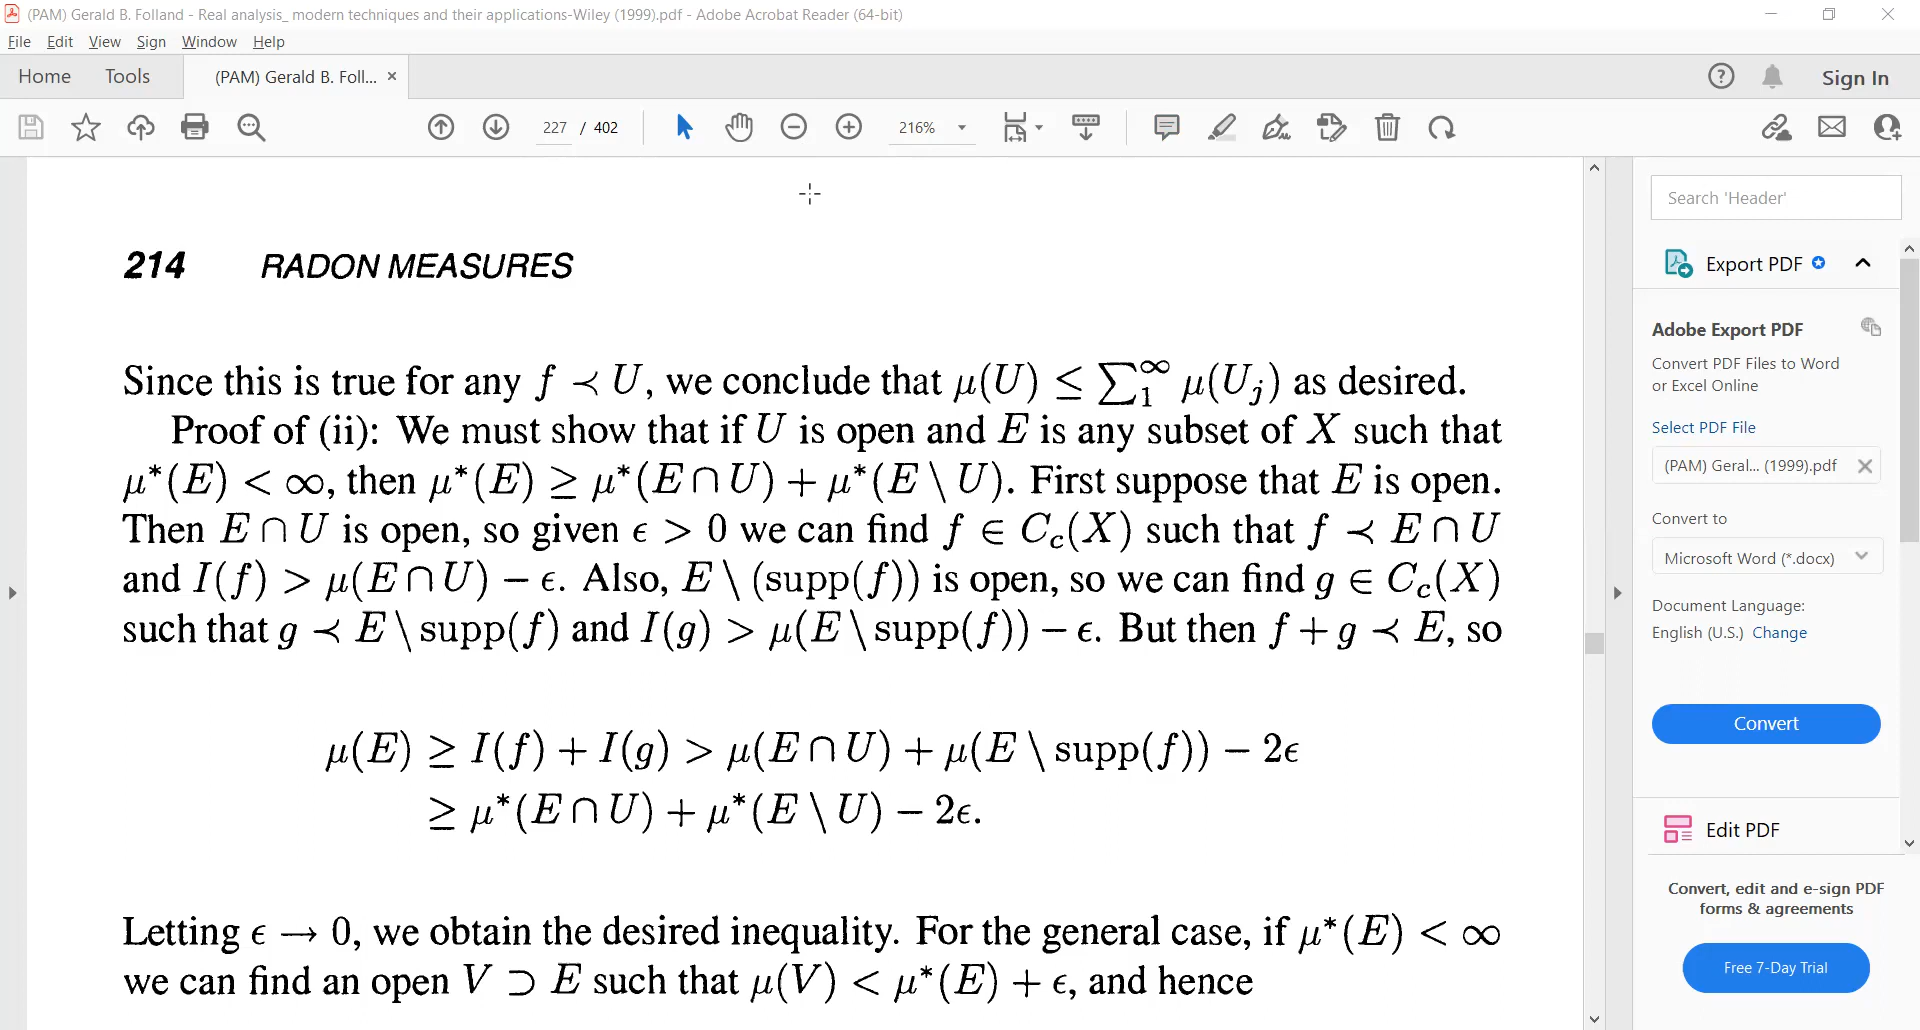 (PAM) Gerald B. Folland - Real analysis_ modern techniques and their applications-Wiley (1999).pdf - Adobe Acrobat Reader (64-bit)
File Edit View Sign Window Help
Home Tools (PAM) Gerald B. Foll... × Sign In
227 / 402 216%
Search 'Header'
214 RADON MEASURES
Since this is true for any f ≺ U, we conclude that μ(U) ≤ ∑₁^∞ μ(U_j) as desired.
Proof of (ii): We must show that if U is open and E is any subset of X such that
μ*(E) < ∞, then μ*(E) ≥ μ*(E ∩ U) + μ*(E \ U). First suppose that E is open.
Then E ∩ U is open, so given ϵ > 0 we can find f ∈ C_c(X) such that f ≺ E ∩ U
and I(f) > μ(E ∩ U) − ϵ. Also, E \ (supp(f)) is open, so we can find g ∈ C_c(X)
such that g ≺ E \ supp(f) and I(g) > μ(E \ supp(f)) − ϵ. But then f + g ≺ E, so
μ(E) ≥ I(f) + I(g) > μ(E ∩ U) + μ(E \ supp(f)) − 2ϵ
≥ μ*(E ∩ U) + μ*(E \ U) − 2ϵ.
Letting ϵ → 0, we obtain the desired inequality. For the general case, if μ*(E) < ∞
we can find an open V ⊃ E such that μ(V) < μ*(E) + ϵ, and hence
Export PDF
Adobe Export PDF
Convert PDF Files to Word
or Excel Online
Select PDF File
(PAM) Geral... (1999).pdf
Convert to
Microsoft Word (*.docx)
Document Language:
English (U.S.) Change
Convert
Edit PDF
Convert, edit and e-sign PDF
forms & agreements
Free 7-Day Trial